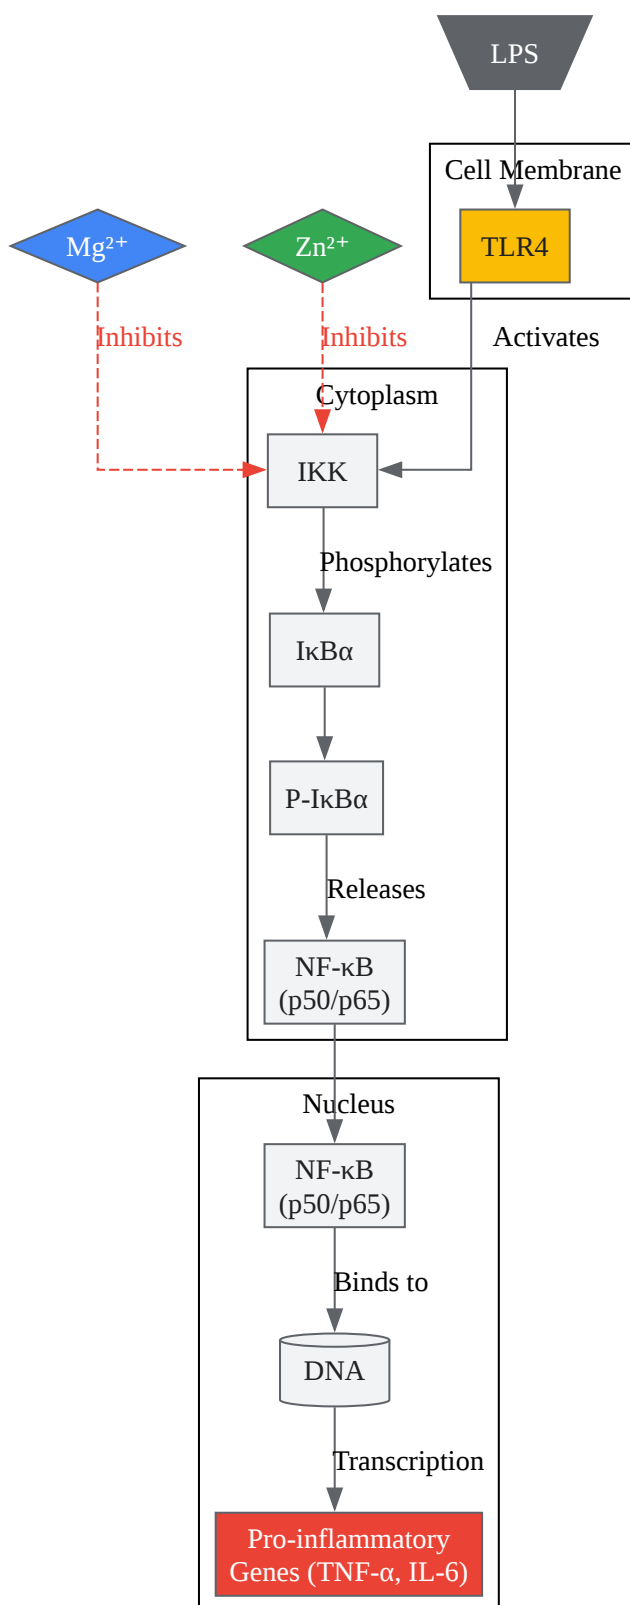 LPS
Cell Membrane
TLR4
Mg²⁺
Zn²⁺
Inhibits
Inhibits
Activates
Cytoplasm
IKK
Phosphorylates
IκBα
P-IκBα
Releases
NF-κB
(p50/p65)
Nucleus
NF-κB
(p50/p65)
Binds to
DNA
Transcription
Pro-inflammatory
Genes (TNF-α, IL-6)